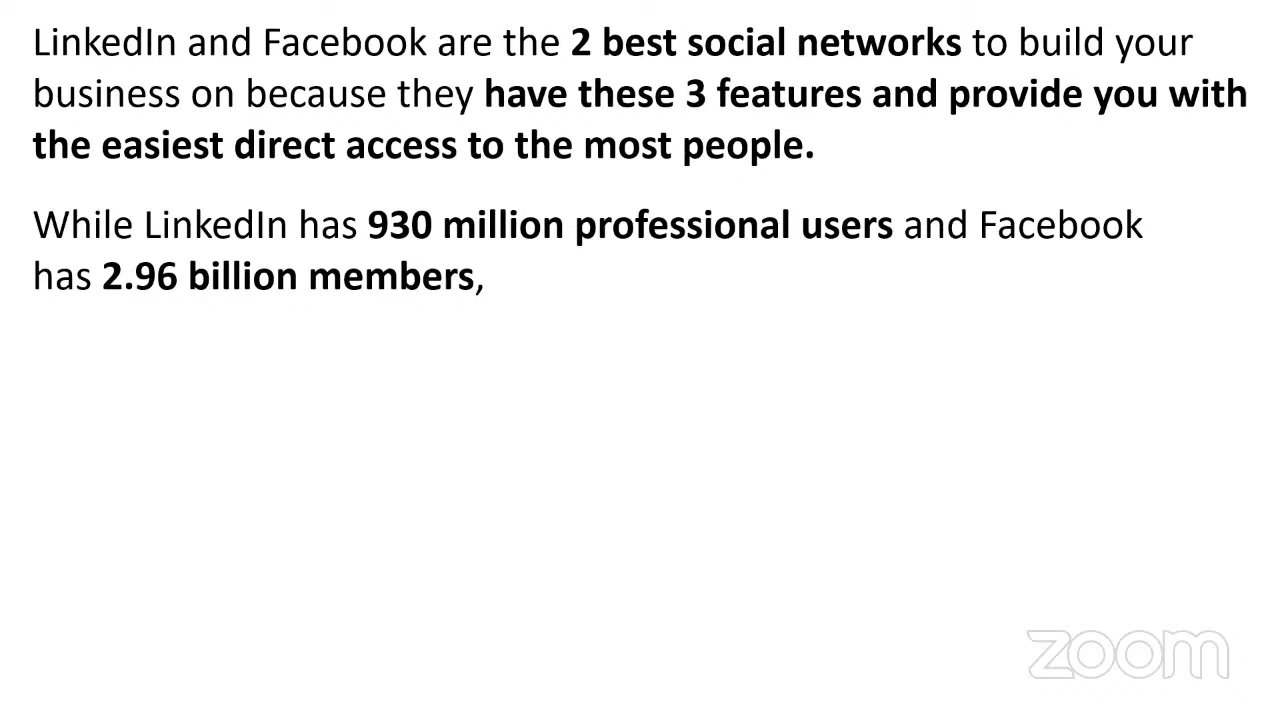 LinkedIn and Facebook are the 2 best social networks to build your
business on because they have these 3 features and provide you with
the easiest direct access to the most people.
While LinkedIn has 930 million professional users and Facebook
has 2.96 billion members,
zoom